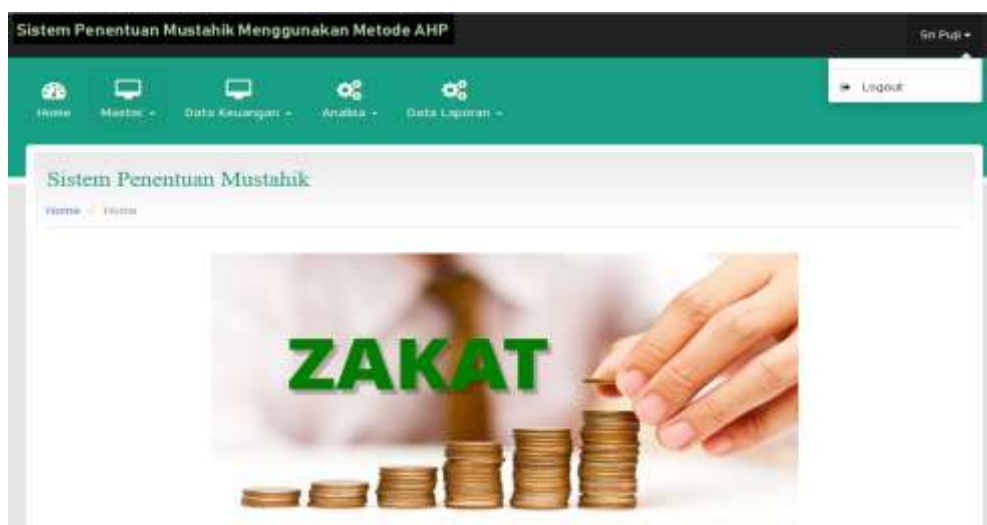 Sistem Penentuan Mustahik Menggunakan Metode AHP
Sri Puji
Logout
Home Master Data Keuangan Analisa Data Laporan
Sistem Penentuan Mustahik
Home / Home
ZAKAT